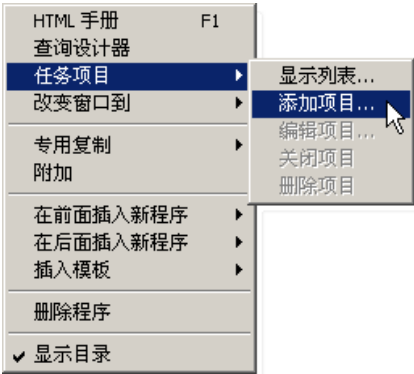 HTML 手册 F1
查询设计器
任务项目
改变窗口到
专用复制
附加
在前面插入新程序
在后面插入新程序
插入模板
删除程序
显示目录
显示列表...
添加项目...
编辑项目...
关闭项目
删除项目